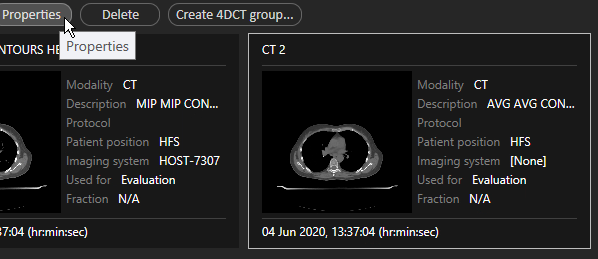 Properties Delete Create 4DCT group...
Properties
NTOURS HE
Modality CT
Description MIP MIP CON...
Protocol
Patient position HFS
Imaging system HOST-7307
Used for Evaluation
Fraction N/A
37:04 (hr:min:sec)
CT 2
Modality CT
Description AVG AVG CON...
Protocol
Patient position HFS
Imaging system [None]
Used for Evaluation
Fraction N/A
04 Jun 2020, 13:37:04 (hr:min:sec)